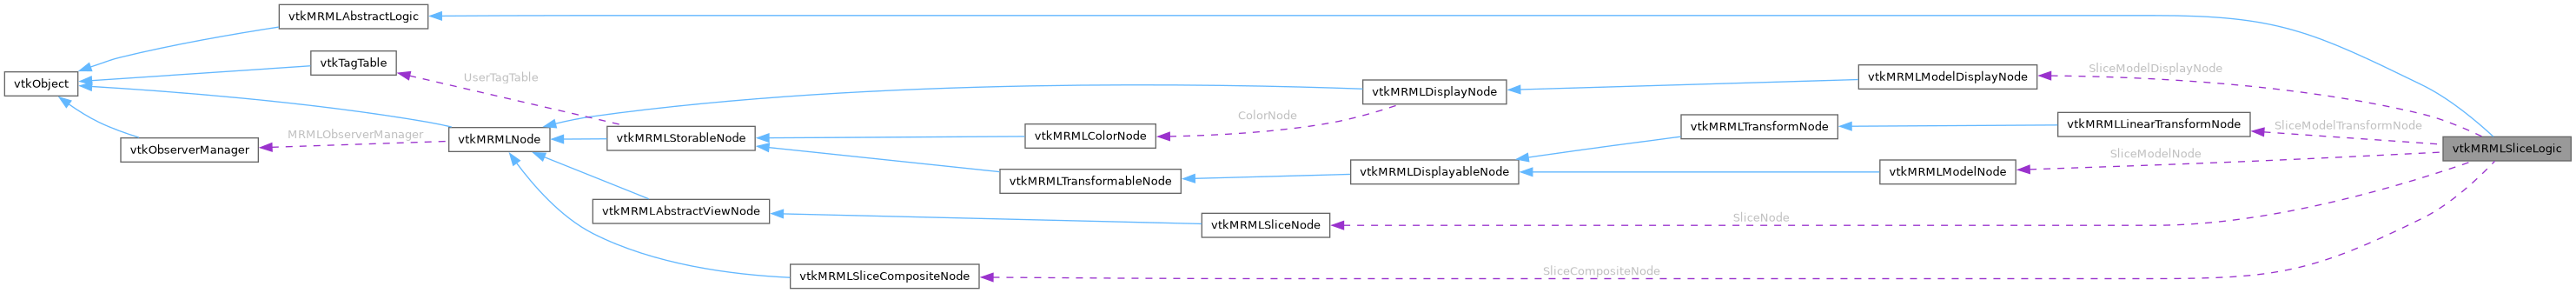 vtkMRMLAbstractLogic
vtkTagTable
UserTagTable
vtkObject
vtkMRMLModelDisplayNode
SliceModelDisplayNode
vtkMRMLDisplayNode
ColorNode
vtkMRMLTransformNode
vtkMRMLLinearTransformNode
SliceModelTransformNode
MRMLObserverManager
vtkMRMLNode
vtkMRMLStorableNode
vtkMRMLColorNode
vtkObserverManager
vtkMRMLSliceLogic
SliceModelNode
vtkMRMLTransformableNode
vtkMRMLDisplayableNode
vtkMRMLModelNode
vtkMRMLAbstractViewNode
vtkMRMLSliceNode
SliceNode
vtkMRMLSliceCompositeNode
SliceCompositeNode